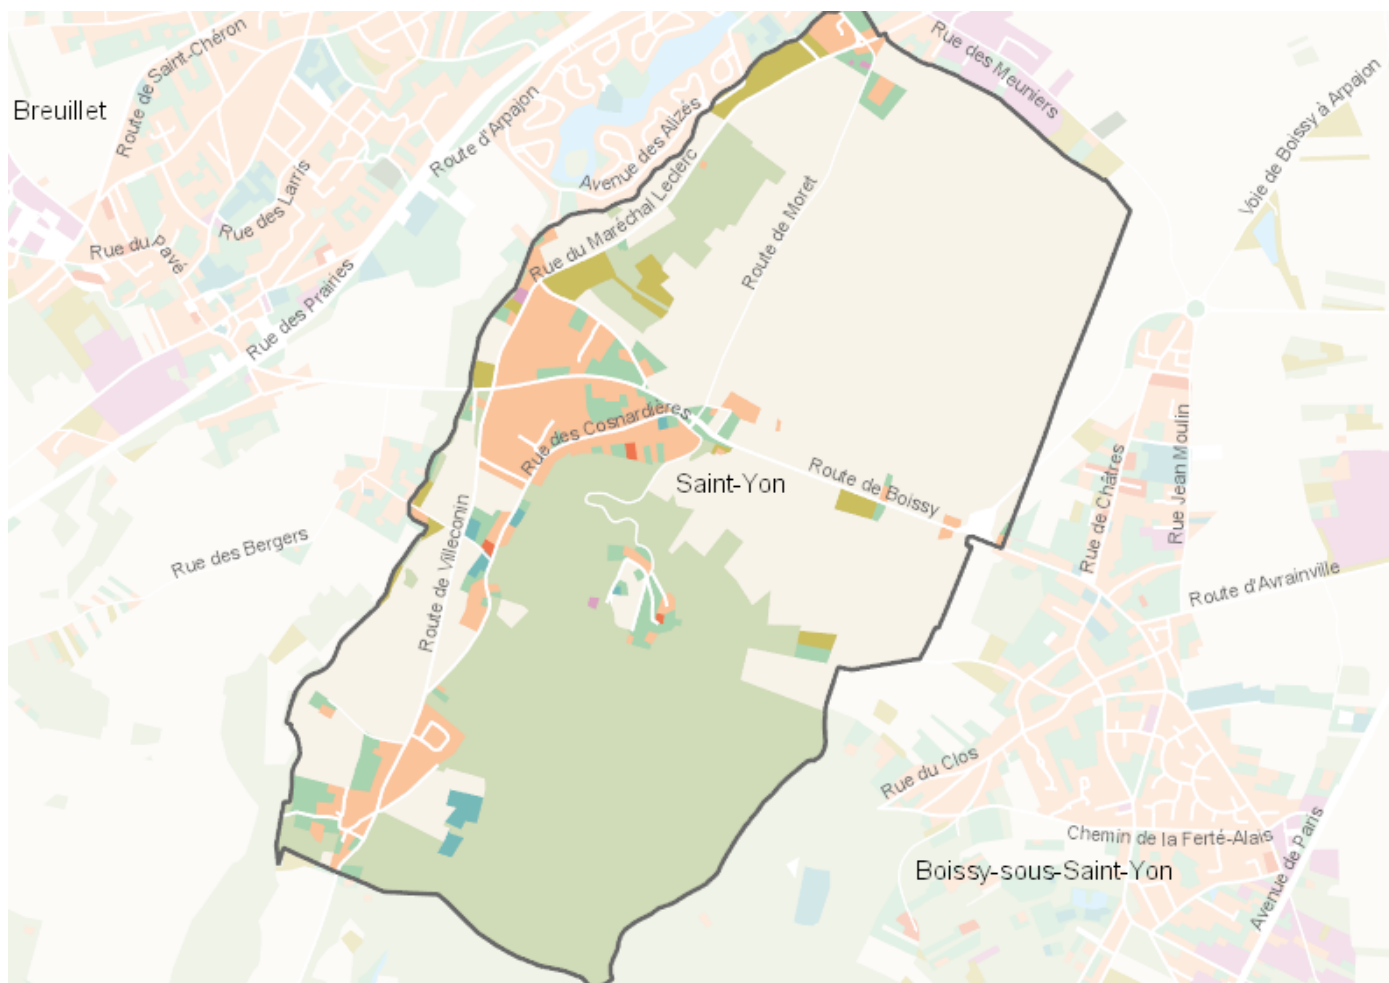 Route de Saint-Chéron
Rue des Meuniers
Breuillet
Route d'Arpajon
Voie de Boissy à Arpajon
Avenue des Alizés
Rue des Larris
Rue du Maréchal Leclerc
Route de Moret
Rue du Pavé
Rue des Prairies
Rue des Cosnardières
Saint-Yon
Route de Boissy
Rue de Châtres
Rue Jean Moulin
Rue des Bergers
Route de Villeconin
Route d'Avrainville
Rue du Clos
Chemin de la Ferté-Alais
Boissy-sous-Saint-Yon
Avenue de Paris